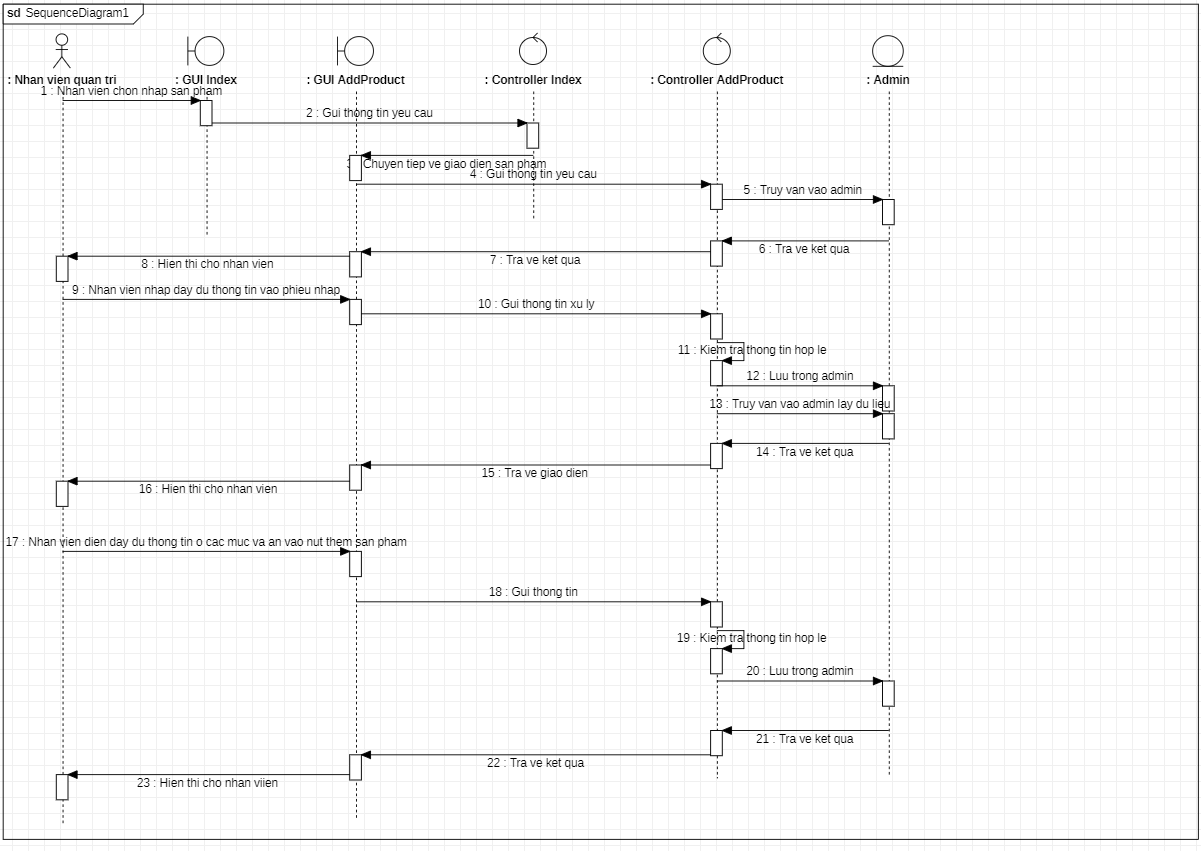 sd SequenceDiagram1
: Nhan vien quan tri
: GUI Index
: GUI AddProduct
: Controller Index
: Controller AddProduct
: Admin
1 : Nhan vien chon nhap san pham
2 : Gui thong tin yeu cau
3 : Chuyen tiep ve giao dien san pham
4 : Gui thong tin yeu cau
5 : Truy van vao admin
6 : Tra ve ket qua
7 : Tra ve ket qua
8 : Hien thi cho nhan vien
9 : Nhan vien nhap day du thong tin vao phieu nhap
10 : Gui thong tin xu ly
11 : Kiem tra thong tin hop le
12 : Luu trong admin
13 : Truy van vao admin lay du lieu
14 : Tra ve ket qua
15 : Tra ve giao dien
16 : Hien thi cho nhan vien
17 : Nhan vien dien day du thong tin o cac muc va an vao nut them san pham
18 : Gui thong tin
19 : Kiem tra thong tin hop le
20 : Luu trong admin
21 : Tra ve ket qua
22 : Tra ve ket qua
23 : Hien thi cho nhan viien